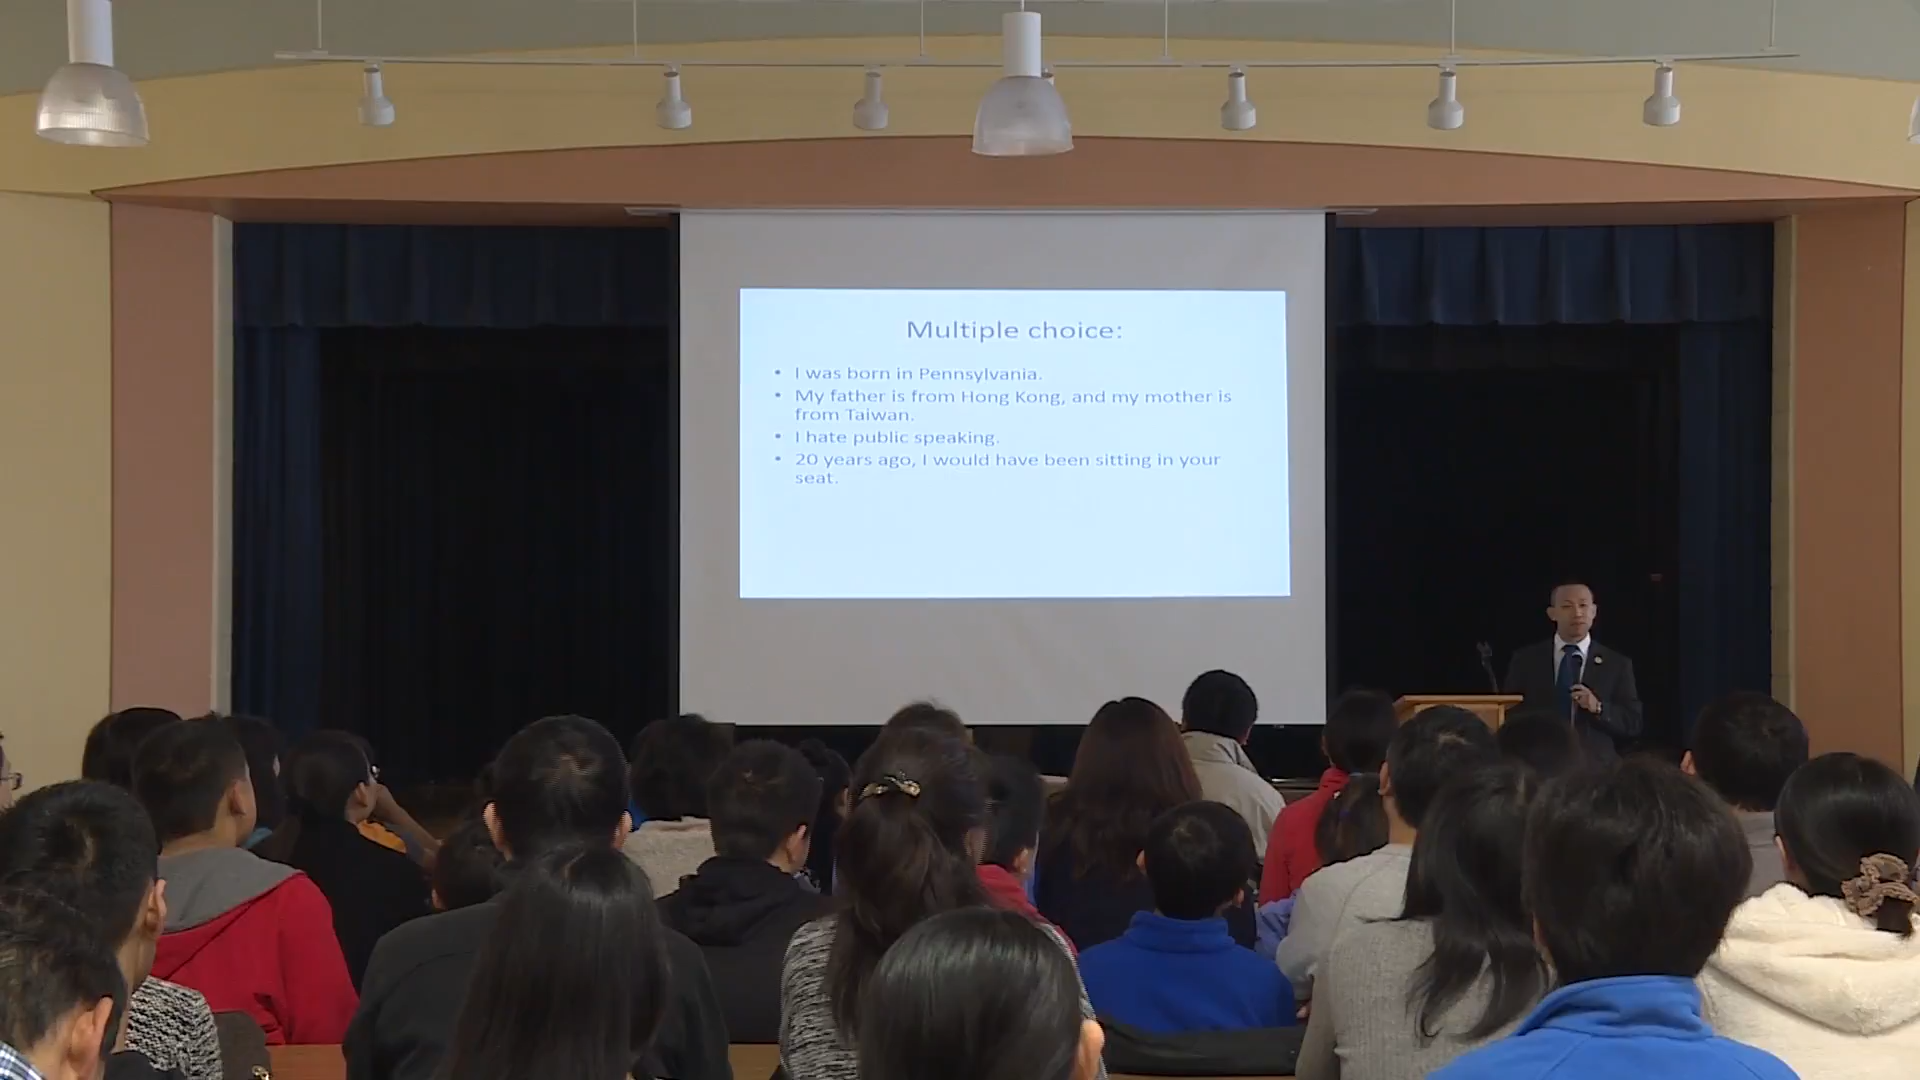 Multiple choice:
• I was born in Pennsylvania.
• My father is from Hong Kong, and my mother is
from Taiwan.
• I hate public speaking.
• 20 years ago, I would have been sitting in your
seat.